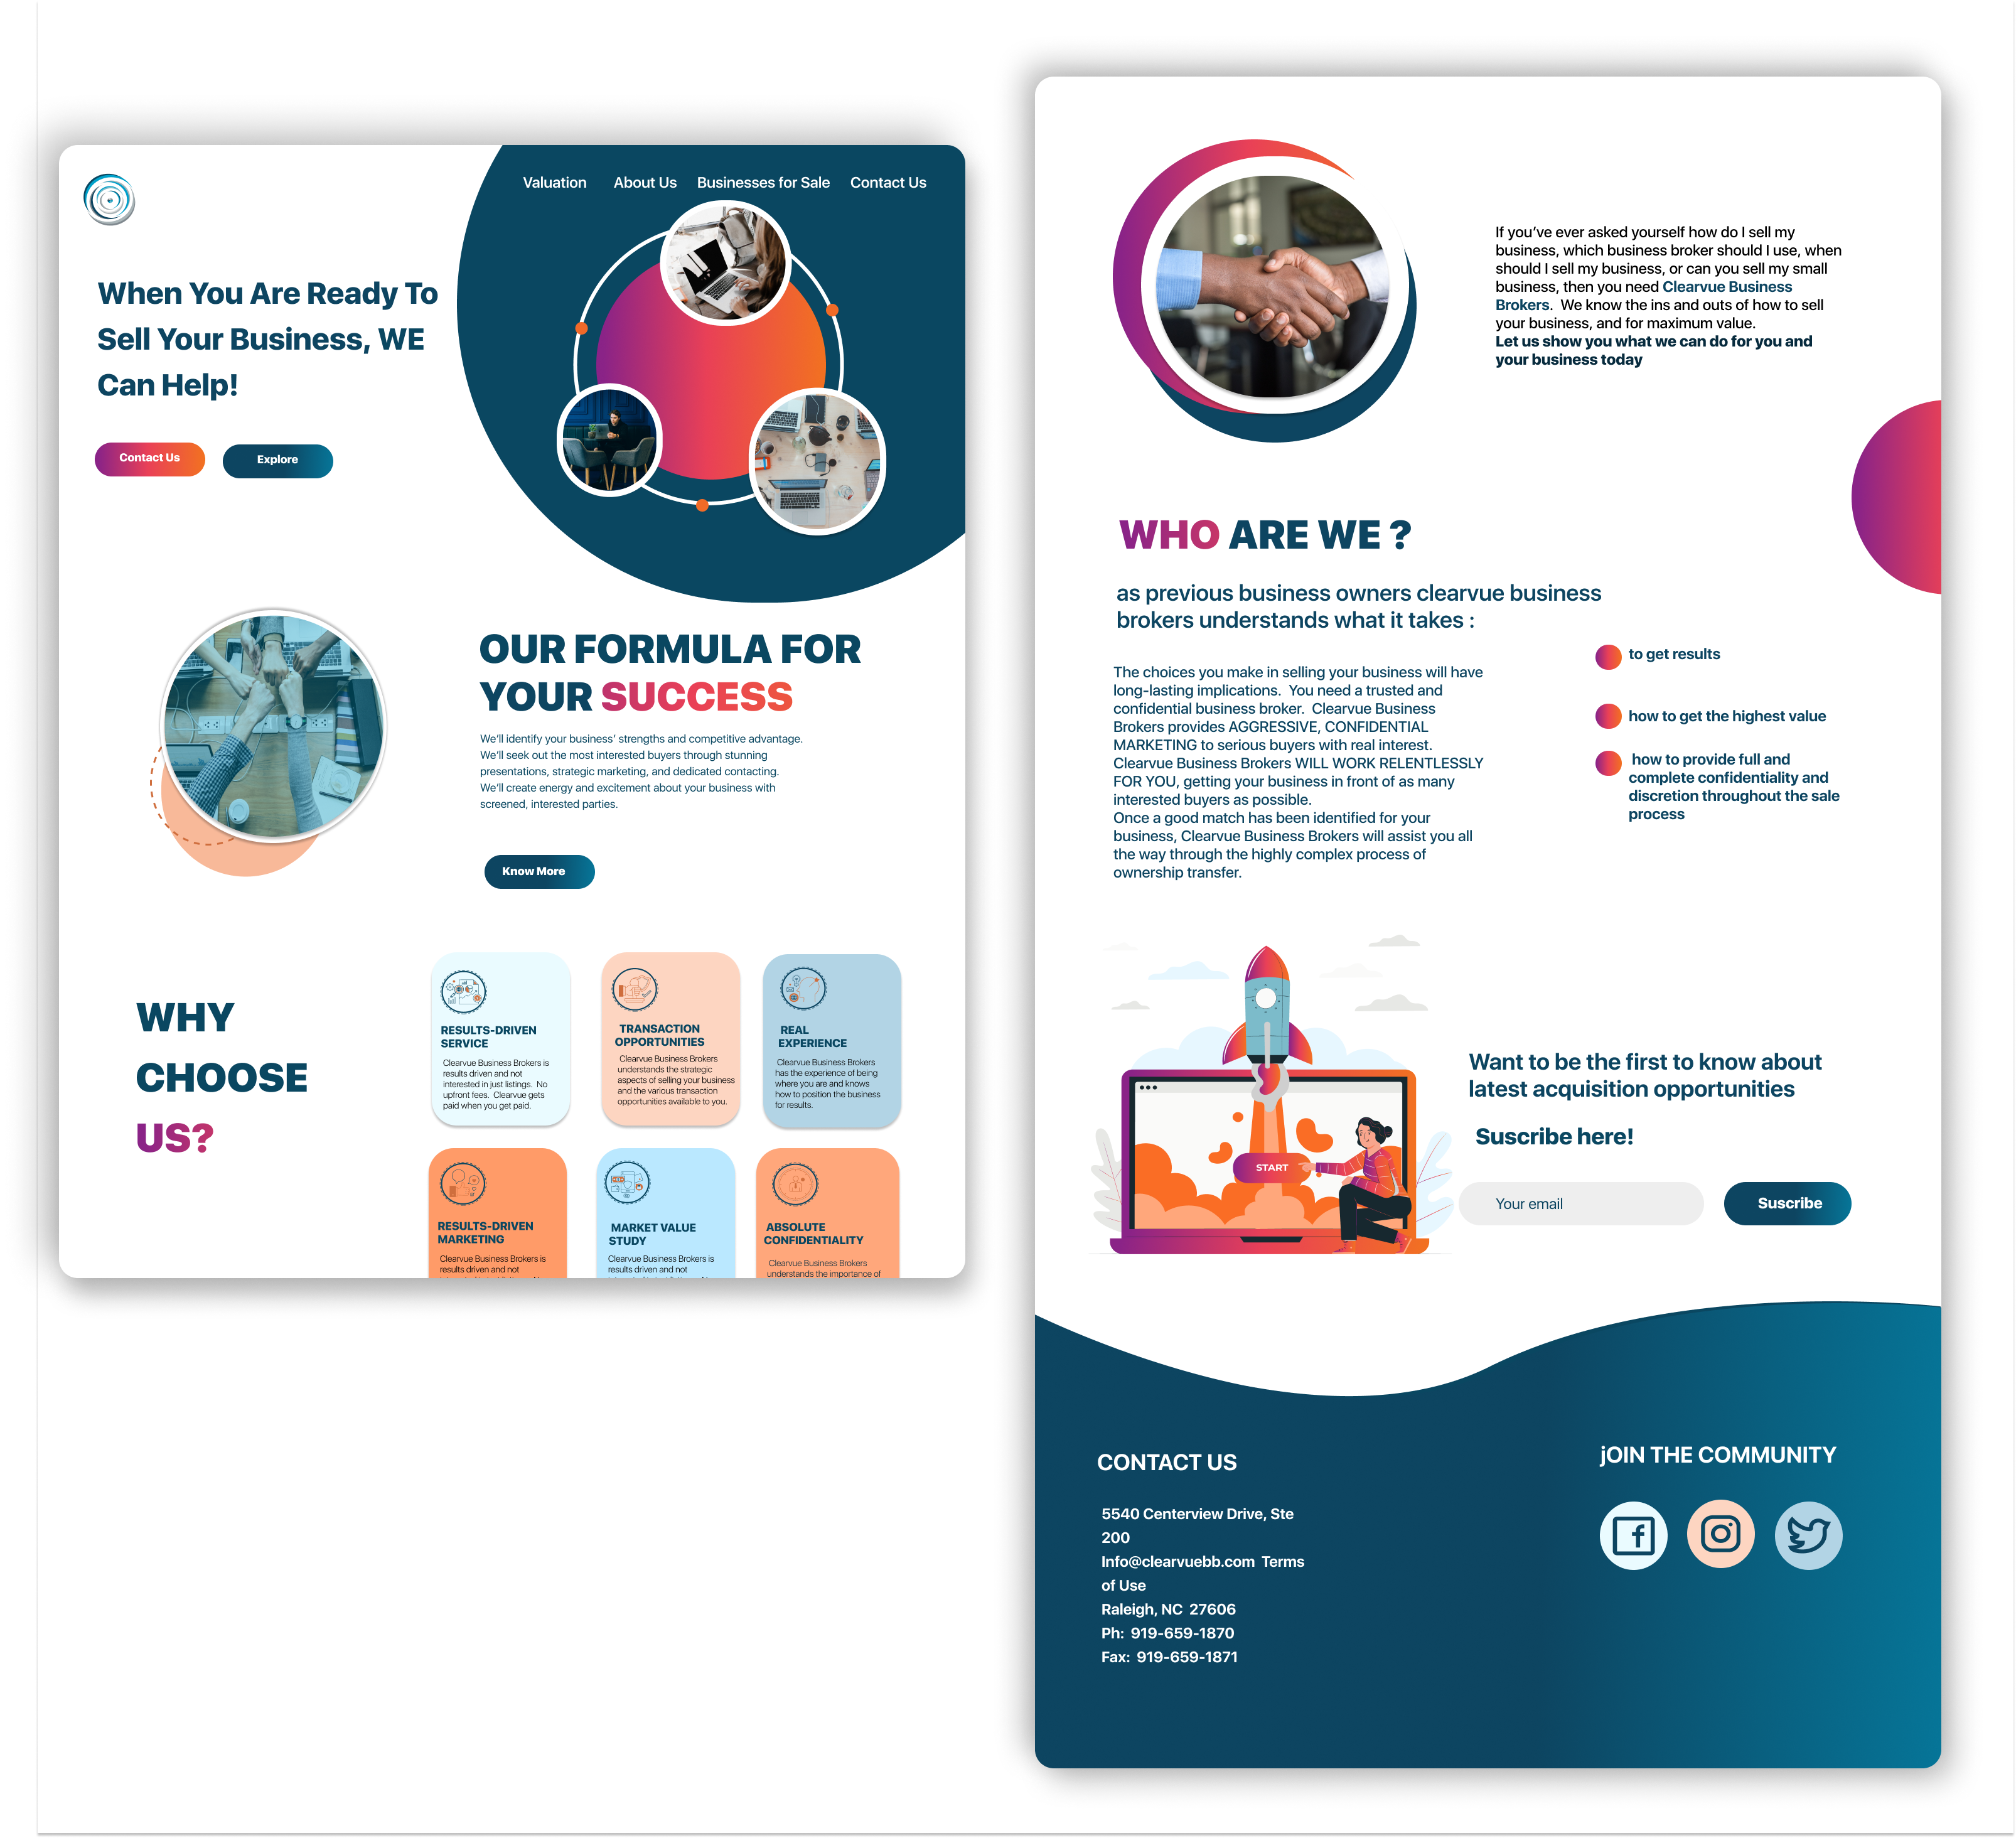 Valuation About Us Businesses for Sale Contact Us
When You Are Ready To
Sell Your Business, WE
Can Help!
Contact Us
Explore
OUR FORMULA FOR
YOUR SUCCESS
We'll identify your business' strengths and competitive advantage.
We'll seek out the most interested buyers through stunning
presentations, strategic marketing, and dedicated contacting.
We'll create energy and excitement about your business with
screened, interested parties.
Know More
WHY
CHOOSE
US?
RESULTS-DRIVEN
SERVICE
Clearvue Business Brokers is
results driven and not
interested in just listings. No
upfront fees. Clearvue gets
paid when you get paid.
TRANSACTION
OPPORTUNITIES
Clearvue Business Brokers
understands the strategic
aspects of selling your business
and the various transaction
opportunities available to you.
REAL
EXPERIENCE
Clearvue Business Brokers
has the experience of being
where you are and knows
how to position the business
for results.
RESULTS-DRIVEN
MARKETING
Clearvue Business Brokers is
results driven and not
MARKET VALUE
STUDY
Clearvue Business Brokers is
results driven and not
ABSOLUTE
CONFIDENTIALITY
Clearvue Business Brokers
understands the importance of
If you've ever asked yourself how do I sell my
business, which business broker should I use, when
should I sell my business, or can you sell my small
business, then you need Clearvue Business
Brokers. We know the ins and outs of how to sell
your business, and for maximum value.
Let us show you what we can do for you and
your business today
WHO ARE WE ?
as previous business owners clearvue business
brokers understands what it takes :
The choices you make in selling your business will have
long-lasting implications. You need a trusted and
confidential business broker. Clearvue Business
Brokers provides AGGRESSIVE, CONFIDENTIAL
MARKETING to serious buyers with real interest.
Clearvue Business Brokers WILL WORK RELENTLESSLY
FOR YOU, getting your business in front of as many
interested buyers as possible.
Once a good match has been identified for your
business, Clearvue Business Brokers will assist you all
the way through the highly complex process of
ownership transfer.
to get results
how to get the highest value
how to provide full and
complete confidentiality and
discretion throughout the sale
process
START
Want to be the first to know about
latest acquisition opportunities
Suscribe here!
Your email
Suscribe
CONTACT US
5540 Centerview Drive, Ste
200
Info@clearvuebb.com Terms
of Use
Raleigh, NC 27606
Ph: 919-659-1870
Fax: 919-659-1871
jOIN THE COMMUNITY